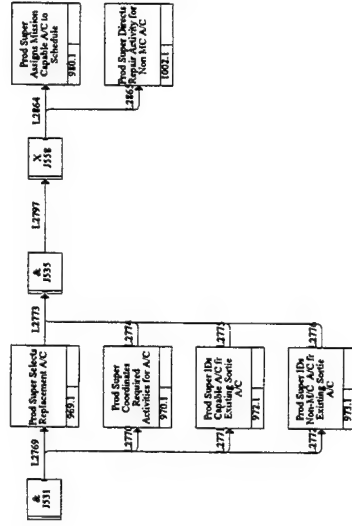 &
J531
L2769
L2770
L2771
L2772
Prod Super Selects
Replacement A/C
969.1
Prod Super
Coordinates
Required
Activities for A/C
970.1
Prod Super IDs
Capable A/C fr
Existing Sortie
A/C
972.1
Prod Super IDs
Non-M/C A/C fr
Existing Sortie
A/C
973.1
L2773
L2774
L2775
L2776
&
J535
L2797
X
J558
L2864
L2865
Prod Super
Assigns Mission
Capable A/C to
Schedule
980.1
Prod Super Directs
Repair Activity for
Non MC A/C
1002.1